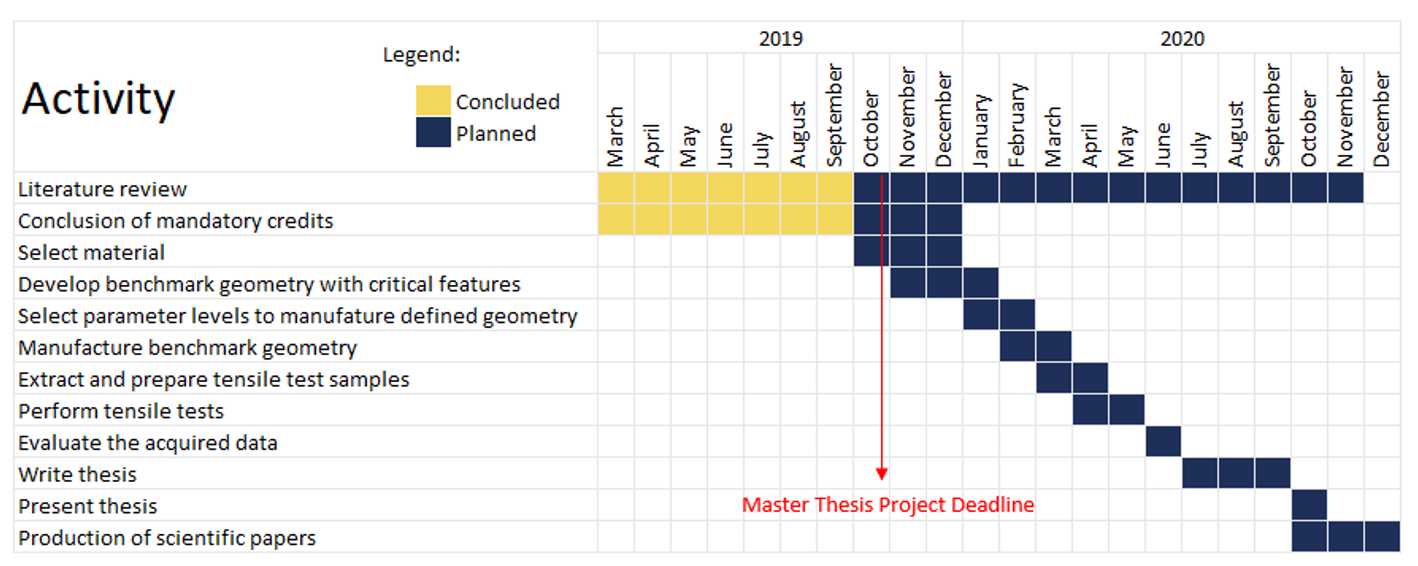 2019
2020
Legend:
Activity
Concluded
Planned
March
April
May
June
July
August
September
October
November
December
January
February
March
April
May
June
July
August
September
October
November
December
Literature review
Conclusion of mandatory credits
Select material
Develop benchmark geometry with critical features
Select parameter levels to manufature defined geometry
Manufacture benchmark geometry
Extract and prepare tensile test samples
Perform tensile tests
Evaluate the acquired data
Write thesis
Master Thesis Project Deadline
Present thesis
Production of scientific papers